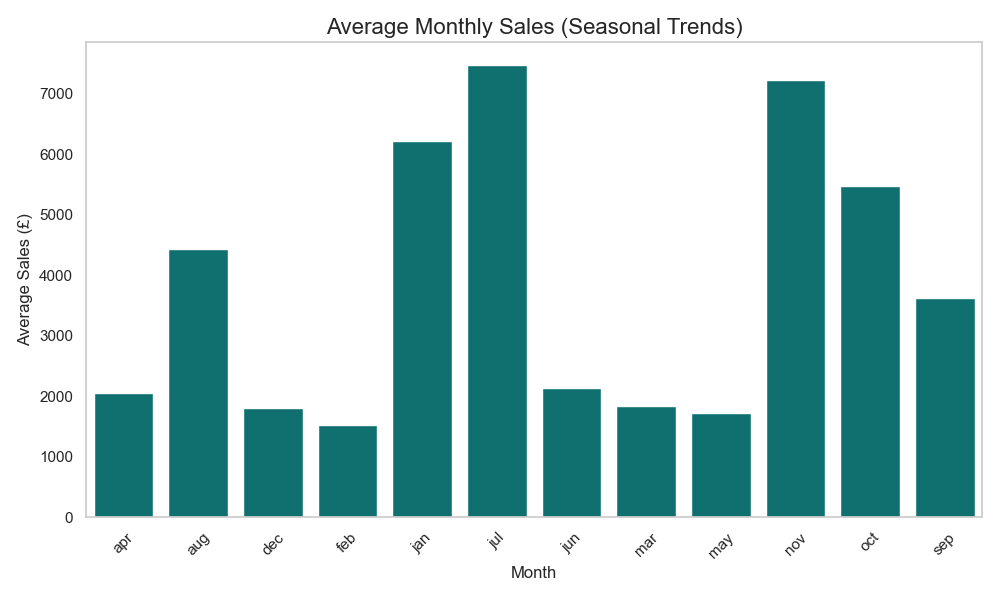 Average Monthly Sales (Seasonal Trends)
Average Sales (£)
7000
6000
5000
4000
3000
2000
1000
0
apr
aug
dec
feb
jan
jul
jun
mar
may
nov
oct
sep
Month